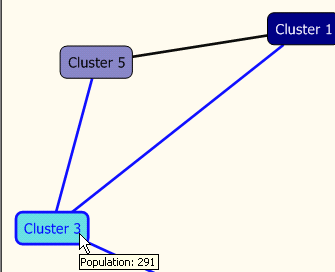 Cluster 1
Cluster 5
Cluster 3
Population: 291